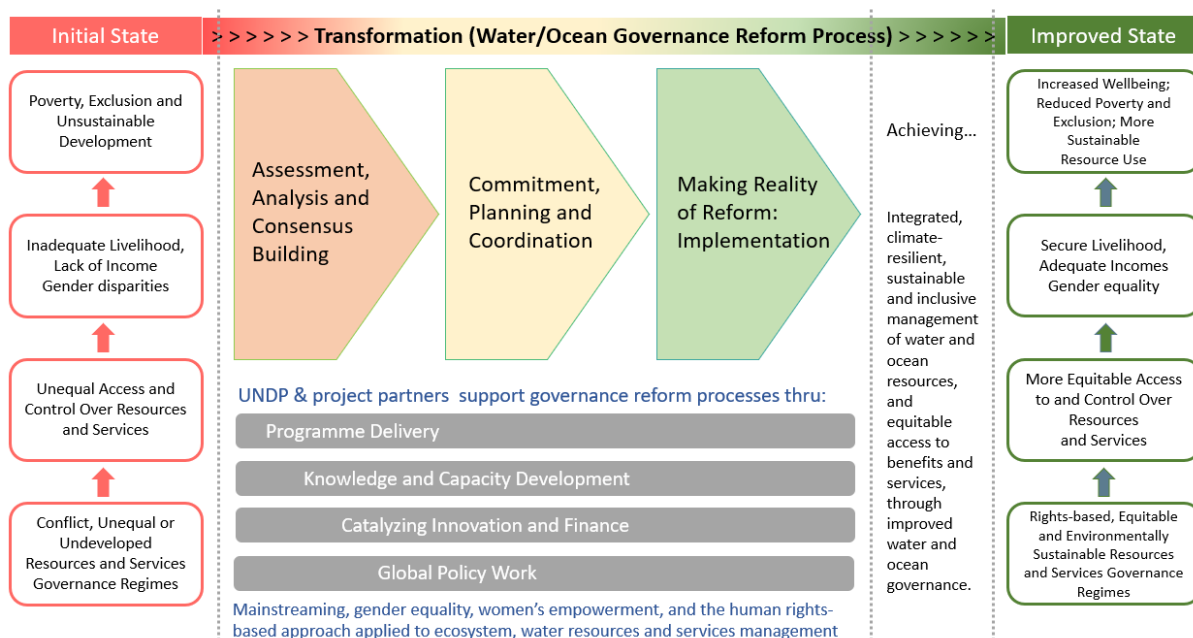 Initial State
> > > > > > Transformation (Water/Ocean Governance Reform Process) > > > > > >
Improved State
Poverty, Exclusion and
Unsustainable
Development
Inadequate Livelihood,
Lack of Income
Gender disparities
Unequal Access and
Control Over Resources
and Services
Conflict, Unequal or
Undeveloped
Resources and Services
Governance Regimes
Assessment,
Analysis and
Consensus
Building
Commitment,
Planning and
Coordination
Making Reality
of Reform:
Implementation
UNDP & project partners support governance reform processes thru:
Programme Delivery
Knowledge and Capacity Development
Catalyzing Innovation and Finance
Global Policy Work
Mainstreaming, gender equality, women’s empowerment, and the human rights-
based approach applied to ecosystem, water resources and services management
Achieving...
Integrated,
climate-
resilient,
sustainable
and inclusive
management
of water and
ocean
resources,
and
equitable
access to
benefits and
services,
through
improved
water and
ocean
governance.
Increased Wellbeing;
Reduced Poverty and
Exclusion; More
Sustainable
Resource Use
Secure Livelihood,
Adequate Incomes
Gender equality
More Equitable Access
to and Control Over
Resources
and Services
Rights-based, Equitable
and Environmentally
Sustainable Resources
and Services Governance
Regimes